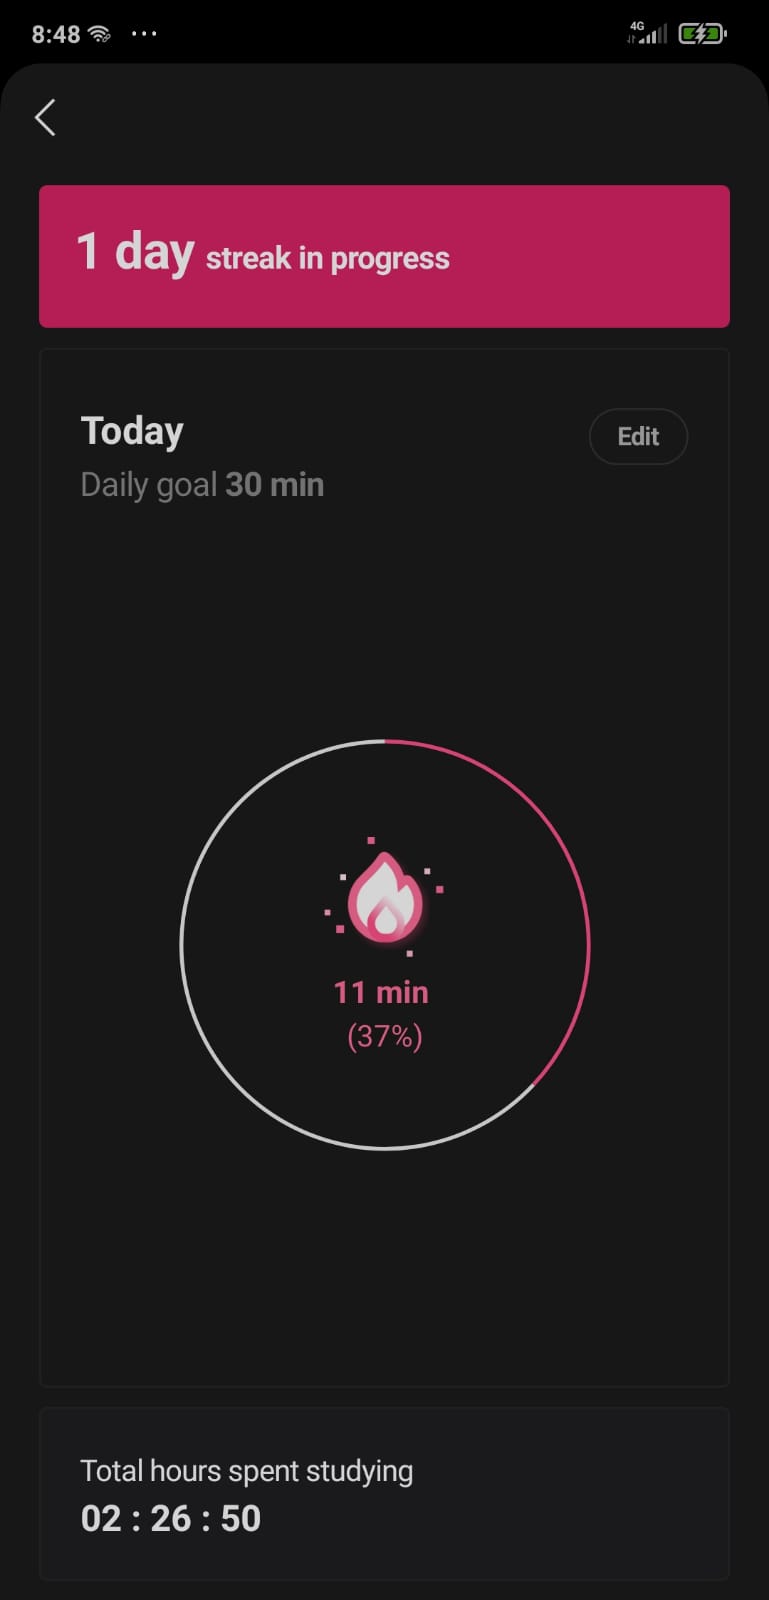 8:48 ...
4G
1 day streak in progress
Today
Edit
Daily goal 30 min
11 min
(37%)
Total hours spent studying
02 : 26 : 50